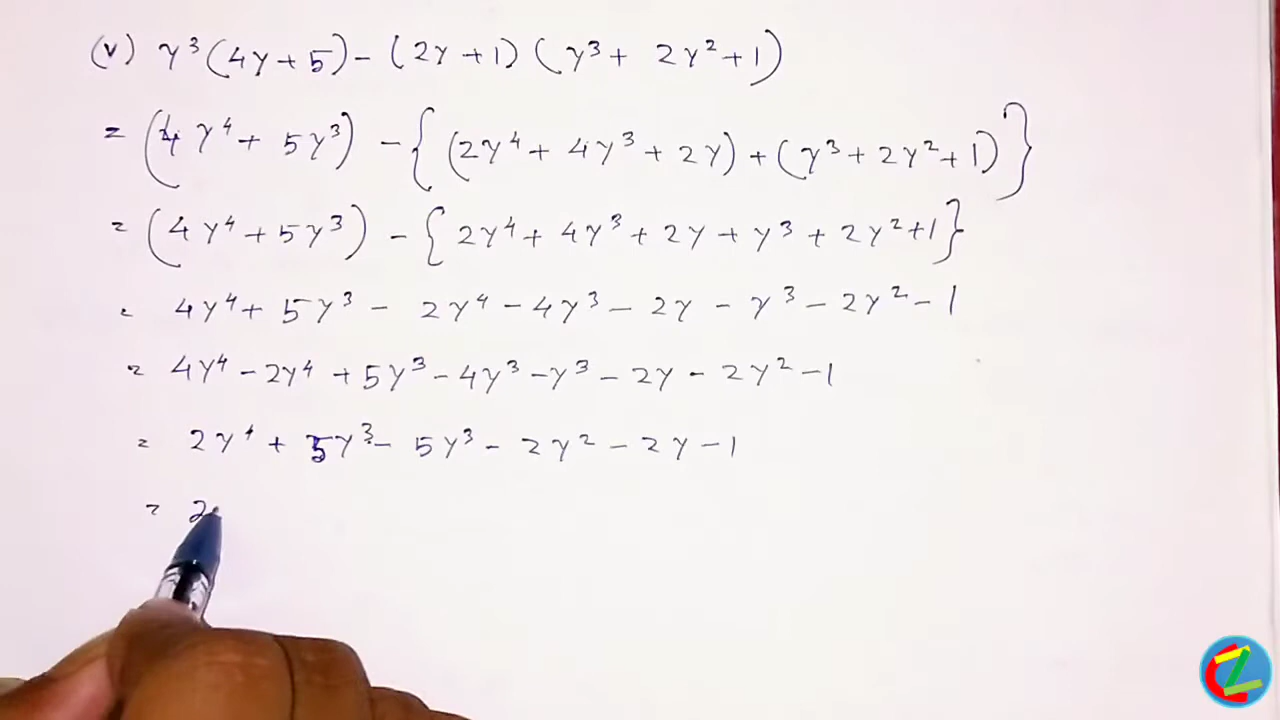 (v) y³(4y+5) - (2y+1) (y³+ 2y²+1)
= (4y⁴+ 5y³) - {(2y⁴+ 4y³+2y)+(y³+2y²+1)}
= (4y⁴+5y³) - {2y⁴+4y³+2y+y³+2y²+1}
= 4y⁴+ 5y³ - 2y⁴ - 4y³ - 2y - y³ - 2y² - 1
= 4y⁴ - 2y⁴ + 5y³ - 4y³ - y³ - 2y - 2y² - 1
= 2y⁴ + 5y³ - 5y³ - 2y² - 2y - 1
= 2